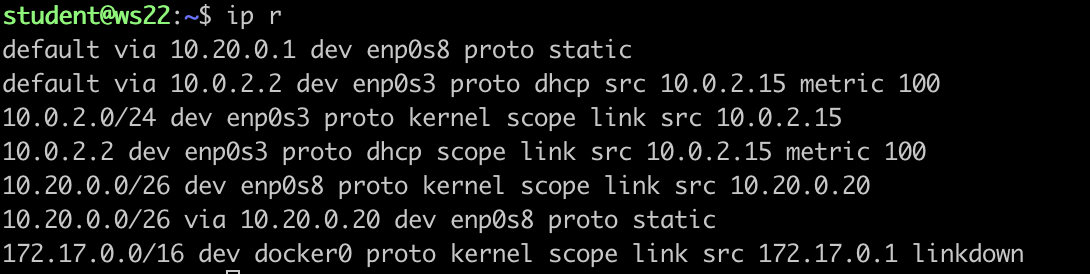 student@ws22:~$ ip r
default via 10.20.0.1 dev enp0s8 proto static
default via 10.0.2.2 dev enp0s3 proto dhcp src 10.0.2.15 metric 100
10.0.2.0/24 dev enp0s3 proto kernel scope link src 10.0.2.15
10.0.2.2 dev enp0s3 proto dhcp scope link src 10.0.2.15 metric 100
10.20.0.0/26 dev enp0s8 proto kernel scope link src 10.20.0.20
10.20.0.0/26 via 10.20.0.20 dev enp0s8 proto static
172.17.0.0/16 dev docker0 proto kernel scope link src 172.17.0.1 linkdown